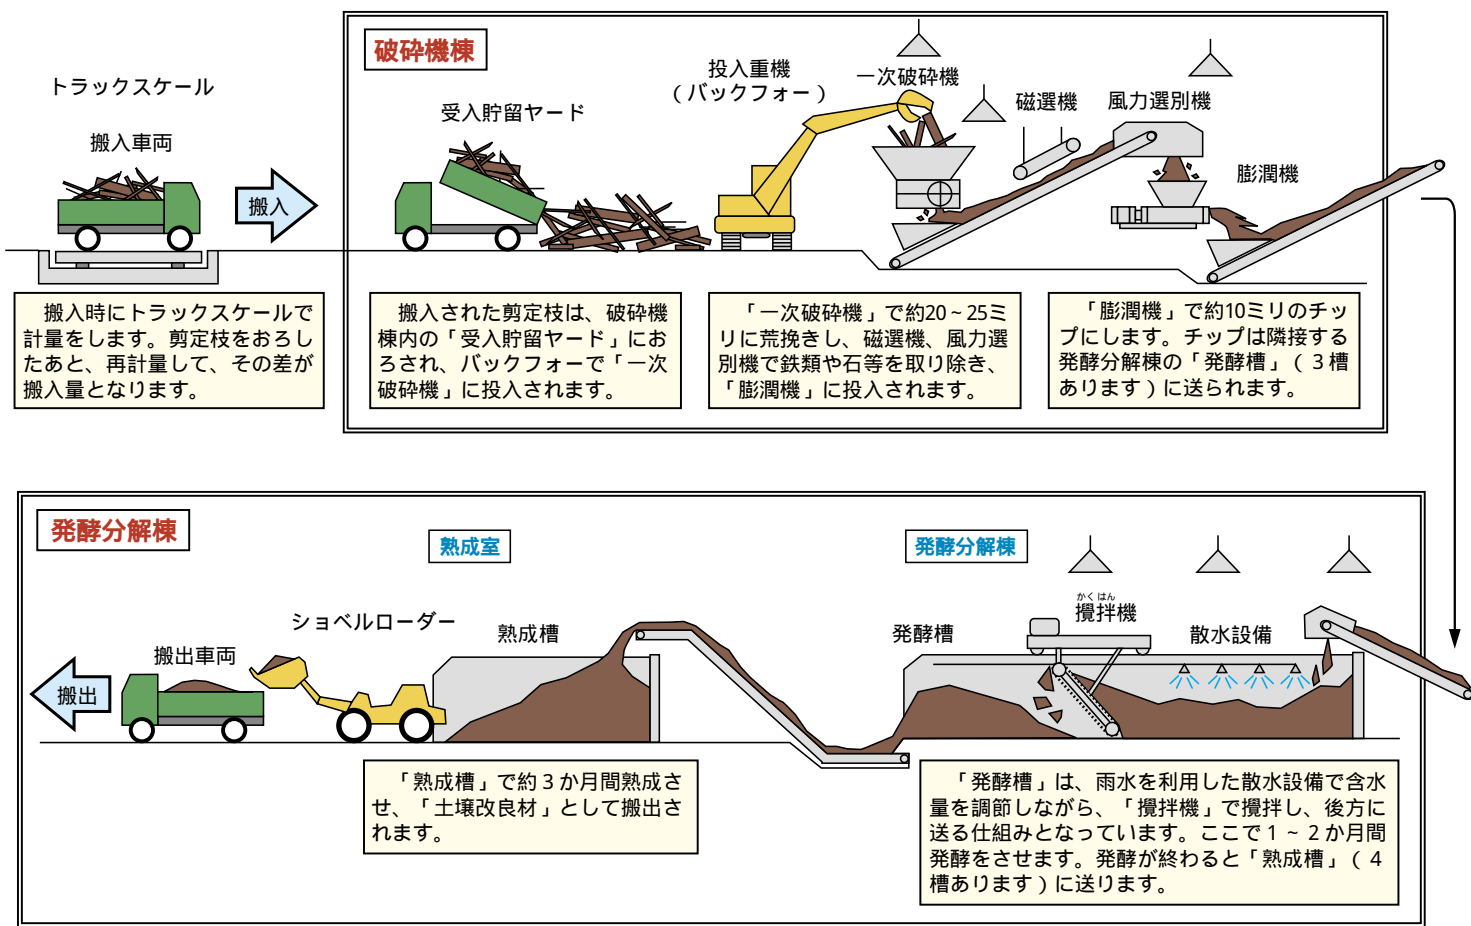 破砕機棟
トラックスケール
搬入車両
搬入
受入貯留ヤード
投入重機
(バックフォー)
一次破砕機
磁選機
風力選別機
膨潤機
搬入時にトラックスケールで
計量をします。剪定枝をおろし
たあと、再計量して、その差が
搬入量となります。
搬入された剪定枝は、破砕機
棟内の「受入貯留ヤード」にお
ろされ、バックフォーで「一次
破砕機」に投入されます。
「一次破砕機」で約20~25ミ
リに荒挽きし、磁選機、風力選
別機で鉄類や石等を取り除き、
「膨潤機」に投入されます。
「膨潤機」で約10ミリのチッ
プにします。チップは隣接する
発酵分解棟の「発酵槽」(3槽
あります)に送られます。
発酵分解棟
熟成室
発酵分解棟
搬出
搬出車両
ショベルローダー
熟成槽
発酵槽
かくはん
攪拌機
散水設備
「熟成槽」で約3か月間熟成さ
せ、「土壌改良材」として搬出さ
れます。
「発酵槽」は、雨水を利用した散水設備で含水
量を調節しながら、「攪拌機」で攪拌し、後方に
送る仕組みとなっています。ここで1~2か月間
発酵をさせます。発酵が終わると「熟成槽」(4
槽あります)に送ります。